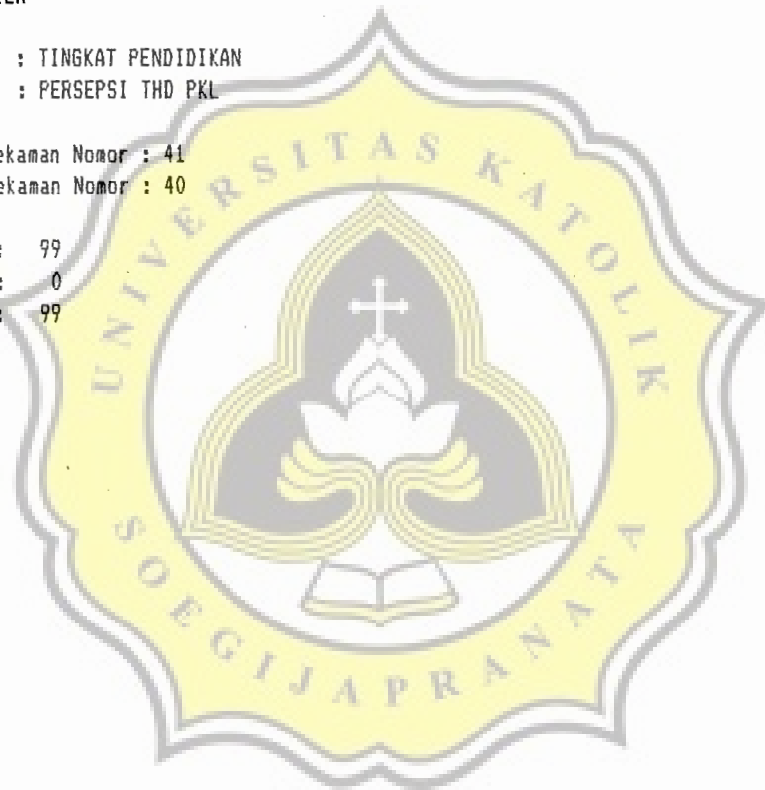 : TINGKAT PENDIDIKAN
: PERSEPSI THD PKL
ekaman Nomor : 41
ekaman Nomor : 40
: 99
: 0
: 99
UNIVERSITAS KATOLIK
SOEGIJAPRANATA